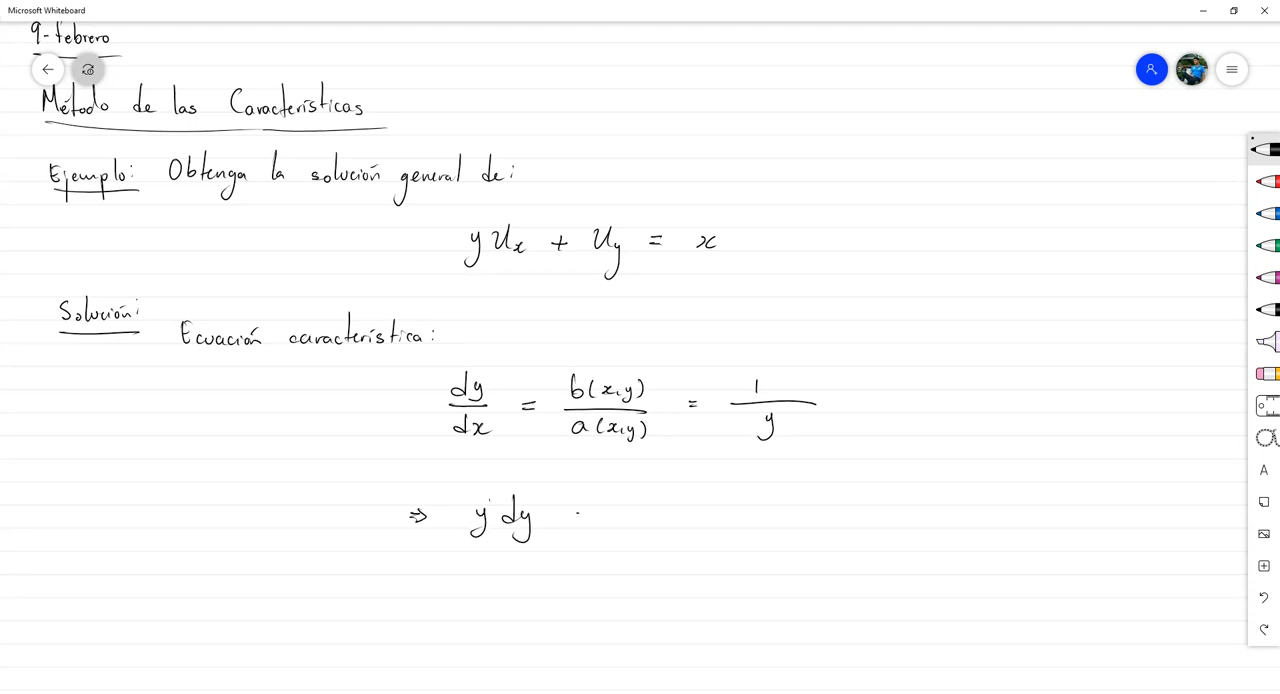 Microsoft Whiteboard
9-febrero
Método de las Características
Ejemplo: Obtenga la solución general de:
y Ux + Uy = x
Solución:
Ecuación característica:
dy/dx = b(x,y)/a(x,y) = 1/y
⇒ y dy
A